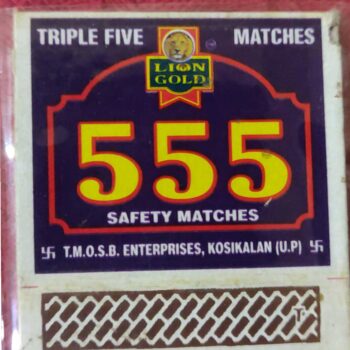 TRIPLE FIVE MATCHES
LION
GOLD
555
SAFETY MATCHES
卐 T.M.O.S.B. ENTERPRISES, KOSIKALAN (U.P) 卐
T.